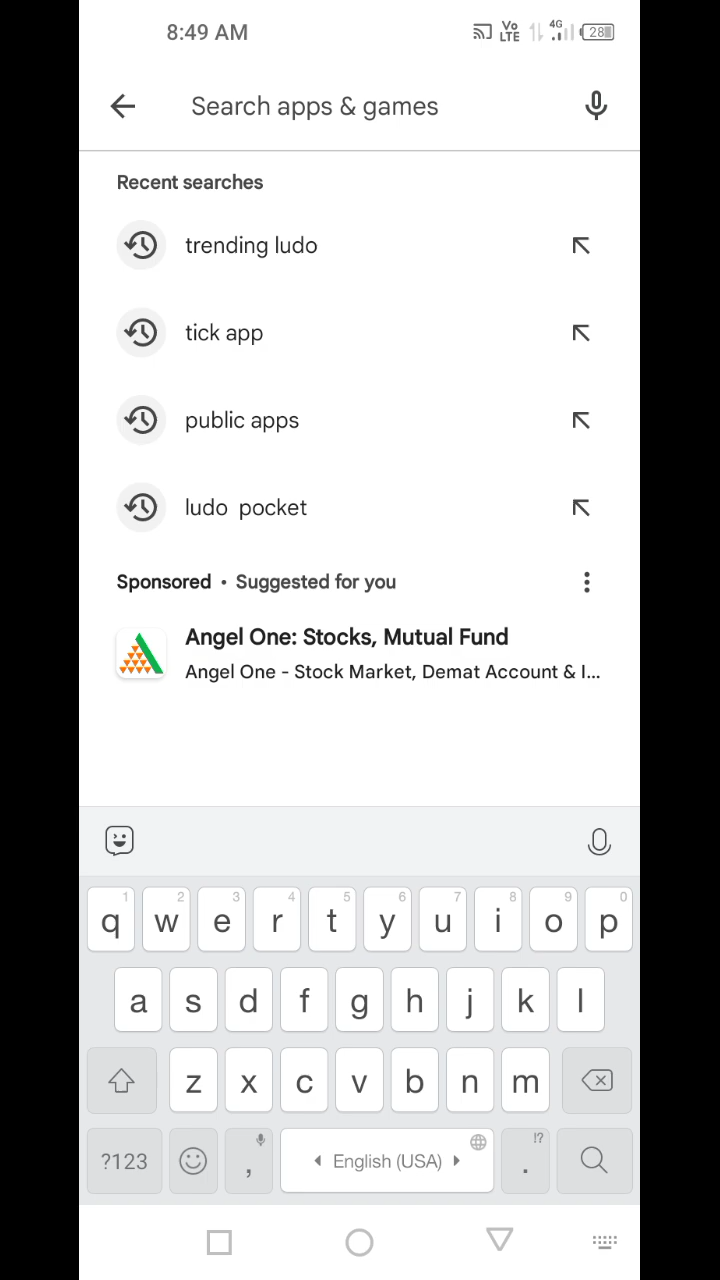 8:49 AM
Vo
LTE
4G
28
Search apps & games
Recent searches
trending ludo
tick app
public apps
ludo pocket
Sponsored • Suggested for you
Angel One: Stocks, Mutual Fund
Angel One - Stock Market, Demat Account & I...
1 2 3 4 5 6 7 8 9 0
q w e r t y u i o p
a s d f g h j k l
z x c v b n m
!?
?123 , English (USA) .